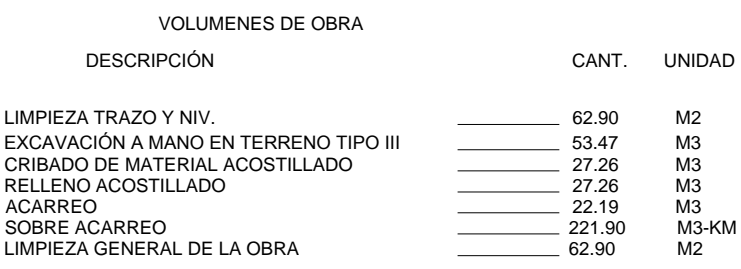 VOLUMENES DE OBRA
DESCRIPCIÓN CANT. UNIDAD
LIMPIEZA TRAZO Y NIV. 62.90 M2
EXCAVACIÓN A MANO EN TERRENO TIPO III 53.47 M3
CRIBADO DE MATERIAL ACOSTILLADO 27.26 M3
RELLENO ACOSTILLADO 27.26 M3
ACARREO 22.19 M3
SOBRE ACARREO 221.90 M3-KM
LIMPIEZA GENERAL DE LA OBRA 62.90 M2